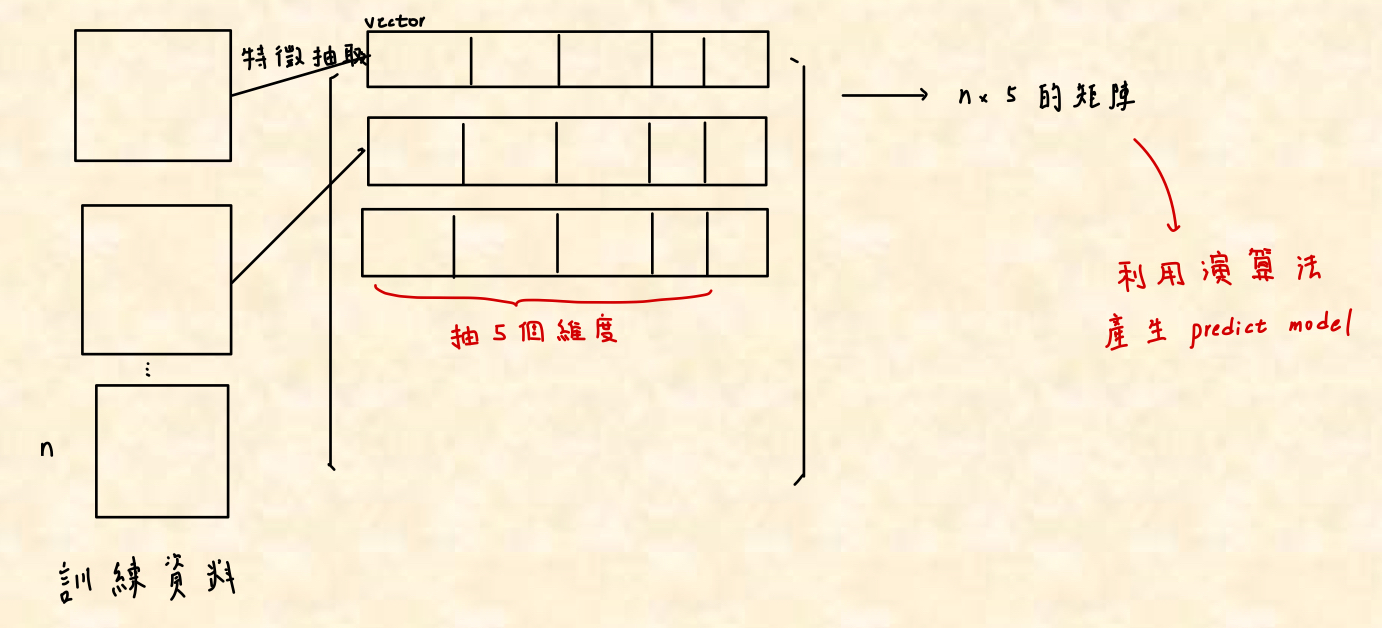 vector
特徵抽取
n × 5 的矩陣
利用演算法
產生 predict model
抽 5 個維度
⋮
n
訓練資料